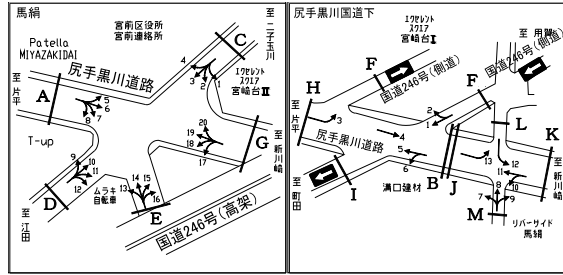 馬絹
宮前区役所
宮前連絡所
至二子玉川
Patella
MIYAZAKIDAI
C
4
3
2
1
エクセレント
スクエア
宮崎台Ⅱ
尻手黒川道路
至片平
A
5
6
8
7
T-up
20
19
18
17
G
至新川崎
9
10
11
12
D
至江田
ムラキ
自転車
13
14
15
16
E
国道246号(高架)
尻手黒川国道下
エクセレント
スクエア
宮崎台Ⅰ
至用賀
F
国道246号(側道)
F
国道246号(側道)
H
3
至片平
尻手黒川道路
4
2
1
L
K
5
6
13
12
11
10
至新川崎
溝口建材
B
J
I
至町田
8
7
9
M
リバーサイド
馬絹